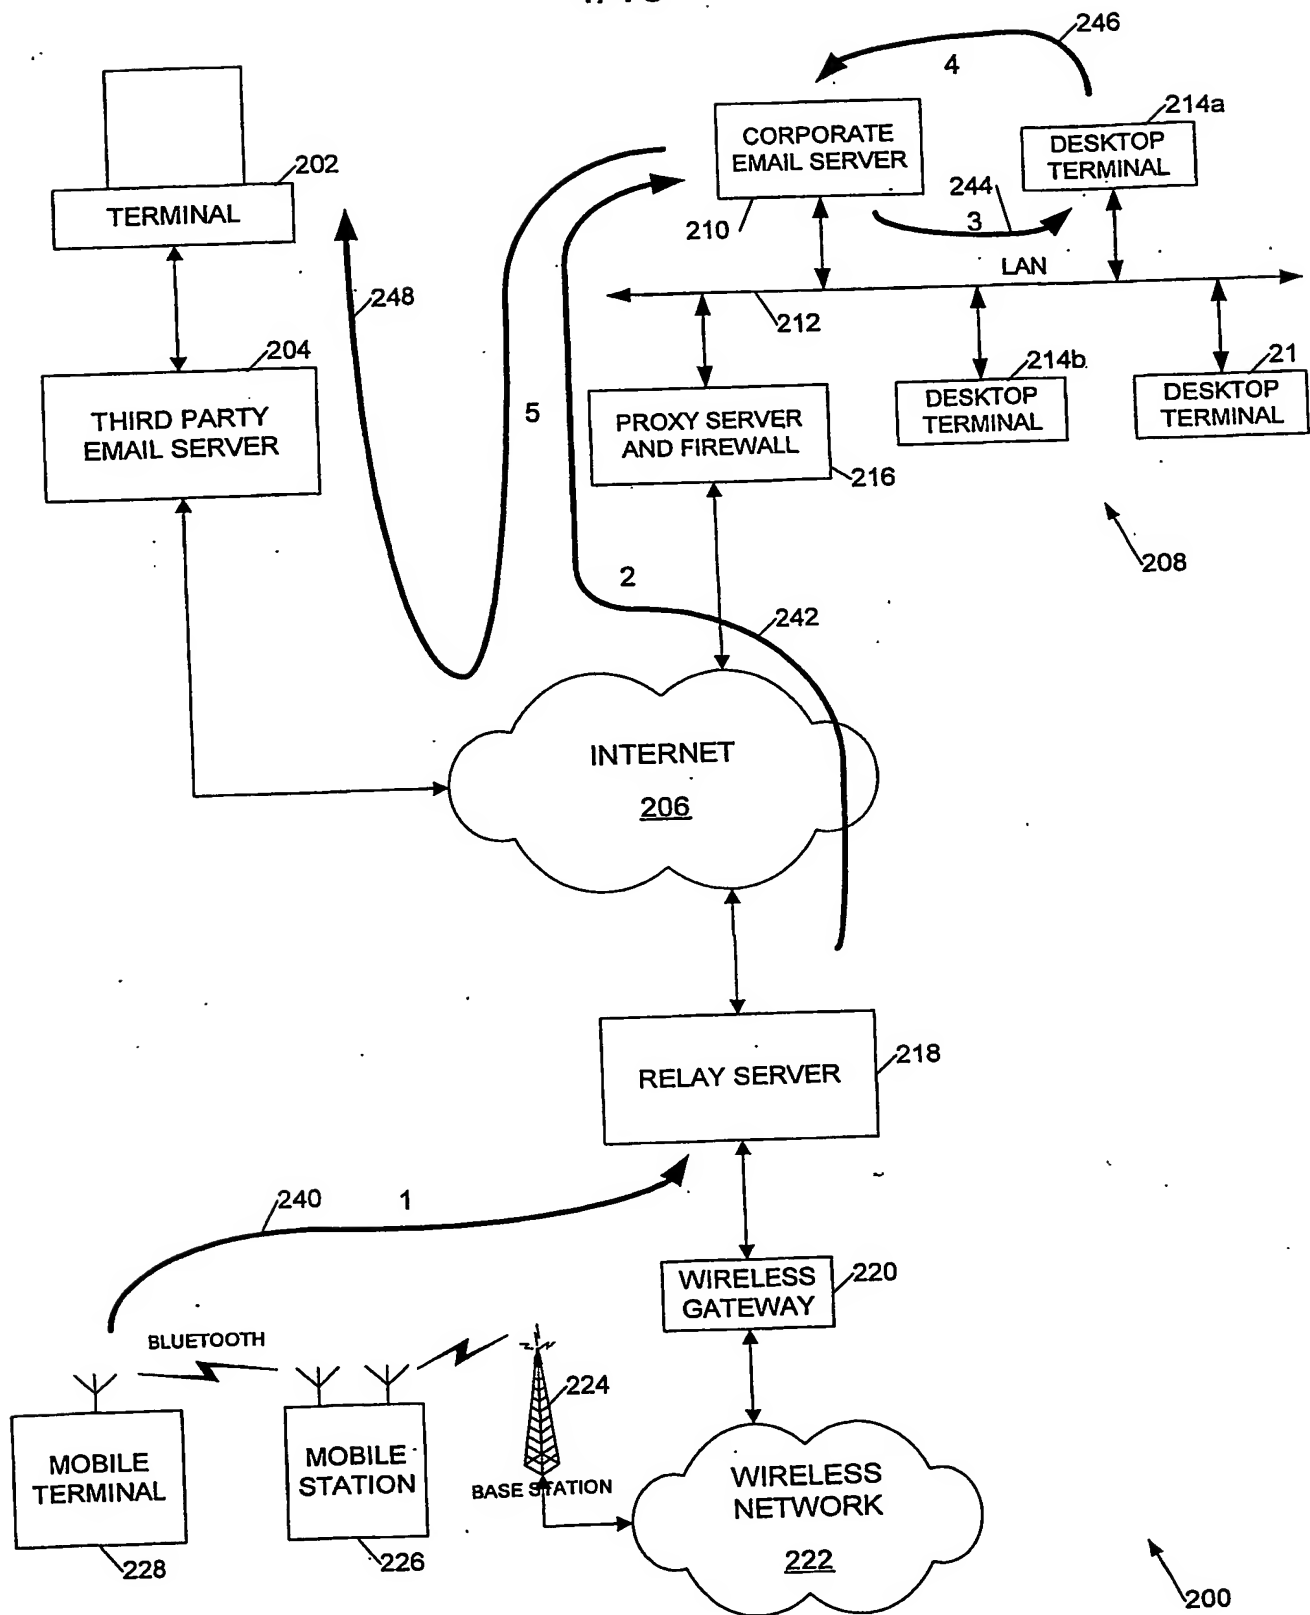 246
4
214a
CORPORATE
EMAIL SERVER
DESKTOP
TERMINAL
202
244
TERMINAL
210
3
LAN
248
212
204
214b
21
THIRD PARTY
EMAIL SERVER
5
PROXY SERVER
AND FIREWALL
DESKTOP
TERMINAL
DESKTOP
TERMINAL
216
208
2
242
INTERNET
206
218
RELAY SERVER
240
1
WIRELESS
GATEWAY
220
BLUETOOTH
224
MOBILE
TERMINAL
MOBILE
STATION
BASE STATION
WIRELESS
NETWORK
222
228
226
200